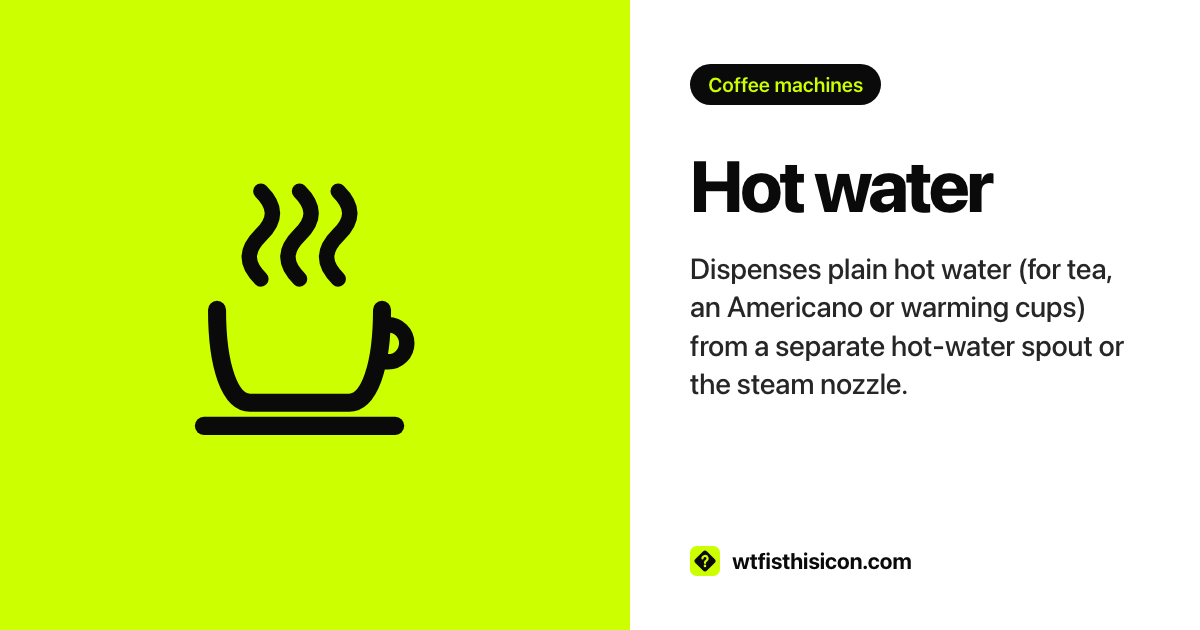 Coffee machines
Hot water
Dispenses plain hot water (for tea,
an Americano or warming cups)
from a separate hot-water spout or
the steam nozzle.
?
wtfisthisicon.com